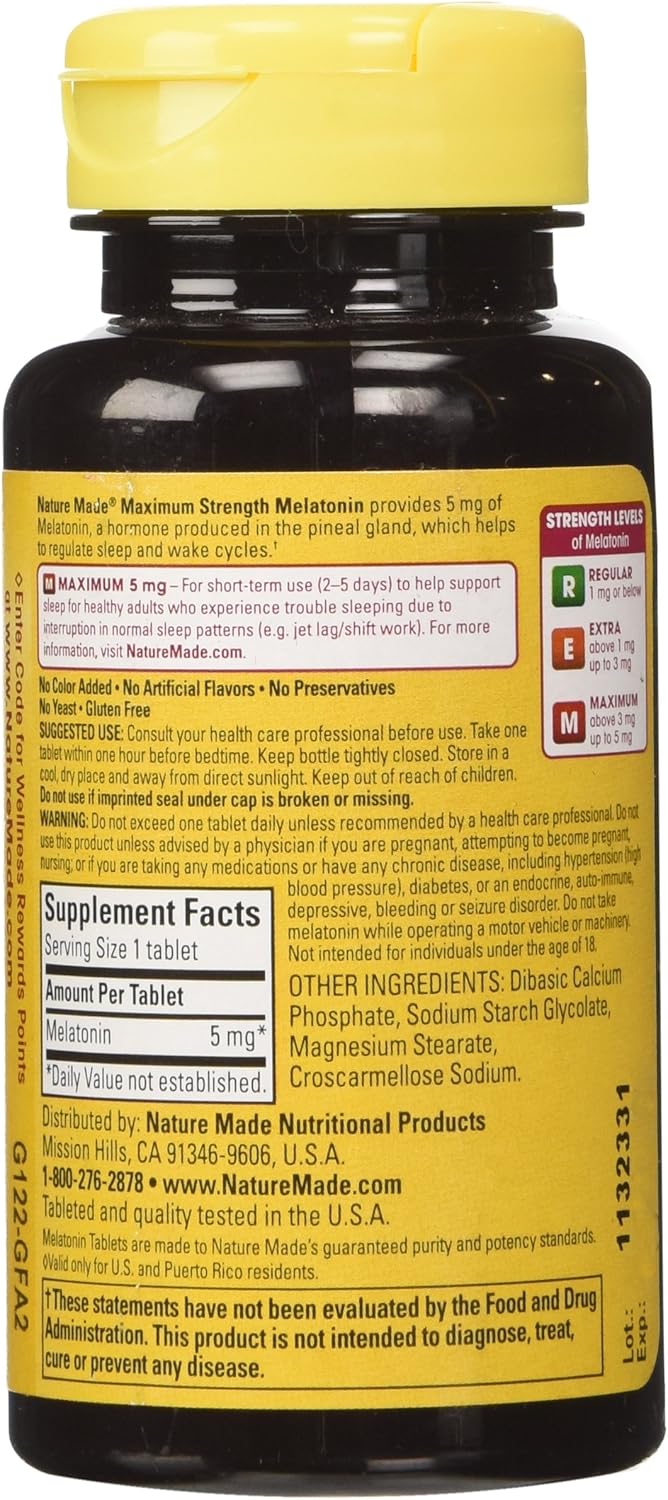 Nature Made® Maximum Strength Melatonin provides 5 mg of
Melatonin, a hormone produced in the pineal gland, which helps
to regulate sleep and wake cycles.†
M MAXIMUM 5 mg – For short-term use (2–5 days) to help support
sleep for healthy adults who experience trouble sleeping due to
interruption in normal sleep patterns (e.g. jet lag/shift work). For more
information, visit NatureMade.com.
STRENGTH LEVELS
of Melatonin
R REGULAR
1 mg or below
E EXTRA
above 1 mg
up to 3 mg
M MAXIMUM
above 3 mg
up to 5 mg
No Color Added • No Artificial Flavors • No Preservatives
No Yeast • Gluten Free
SUGGESTED USE: Consult your health care professional before use. Take one
tablet within one hour before bedtime. Keep bottle tightly closed. Store in a
cool, dry place and away from direct sunlight. Keep out of reach of children.
Do not use if imprinted seal under cap is broken or missing.
WARNING: Do not exceed one tablet daily unless recommended by a health care professional. Do not
use this product unless advised by a physician if you are pregnant, attempting to become pregnant,
nursing; or if you are taking any medications or have any chronic disease, including hypertension (high
blood pressure), diabetes, or an endocrine, auto-immune,
depressive, bleeding or seizure disorder. Do not take
melatonin while operating a motor vehicle or machinery.
Not intended for individuals under the age of 18.
Supplement Facts
Serving Size 1 tablet
Amount Per Tablet
Melatonin 5 mg*
*Daily Value not established.
OTHER INGREDIENTS: Dibasic Calcium
Phosphate, Sodium Starch Glycolate,
Magnesium Stearate,
Croscarmellose Sodium.
Distributed by: Nature Made Nutritional Products
Mission Hills, CA 91346-9606, U.S.A.
1-800-276-2878 • www.NatureMade.com
Tableted and quality tested in the U.S.A.
Melatonin Tablets are made to Nature Made's guaranteed purity and potency standards.
◊Valid only for U.S. and Puerto Rico residents.
†These statements have not been evaluated by the Food and Drug
Administration. This product is not intended to diagnose, treat,
cure or prevent any disease.
◊Enter Code for Wellness Rewards Points
at www.NatureMade.com
G122-GFA2
1132331
Lot.:
Exp.: